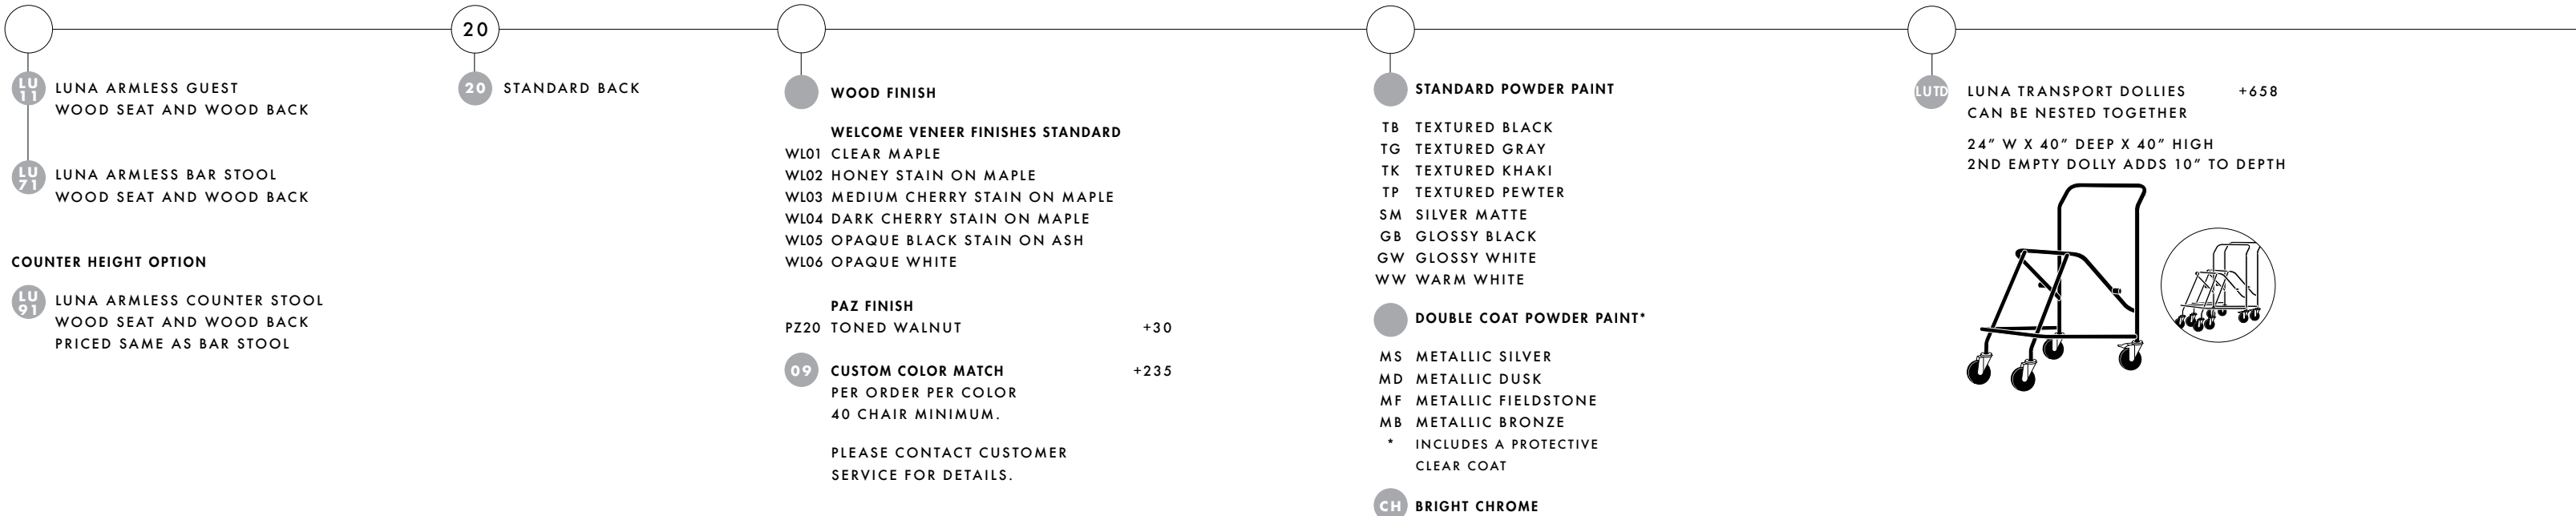 LU
11
LUNA ARMLESS GUEST
WOOD SEAT AND WOOD BACK
LU
71
LUNA ARMLESS BAR STOOL
WOOD SEAT AND WOOD BACK
COUNTER HEIGHT OPTION
LU
91
LUNA ARMLESS COUNTER STOOL
WOOD SEAT AND WOOD BACK
PRICED SAME AS BAR STOOL
20
20 STANDARD BACK
WOOD FINISH
WELCOME VENEER FINISHES STANDARD
WL01 CLEAR MAPLE
WL02 HONEY STAIN ON MAPLE
WL03 MEDIUM CHERRY STAIN ON MAPLE
WL04 DARK CHERRY STAIN ON MAPLE
WL05 OPAQUE BLACK STAIN ON ASH
WL06 OPAQUE WHITE
PAZ FINISH
PZ20 TONED WALNUT +30
09 CUSTOM COLOR MATCH +235
PER ORDER PER COLOR
40 CHAIR MINIMUM.
PLEASE CONTACT CUSTOMER
SERVICE FOR DETAILS.
STANDARD POWDER PAINT
TB TEXTURED BLACK
TG TEXTURED GRAY
TK TEXTURED KHAKI
TP TEXTURED PEWTER
SM SILVER MATTE
GB GLOSSY BLACK
GW GLOSSY WHITE
WW WARM WHITE
DOUBLE COAT POWDER PAINT*
MS METALLIC SILVER
MD METALLIC DUSK
MF METALLIC FIELDSTONE
MB METALLIC BRONZE
* INCLUDES A PROTECTIVE
CLEAR COAT
CH BRIGHT CHROME
LUTD LUNA TRANSPORT DOLLIES +658
CAN BE NESTED TOGETHER
24" W X 40" DEEP X 40" HIGH
2ND EMPTY DOLLY ADDS 10" TO DEPTH